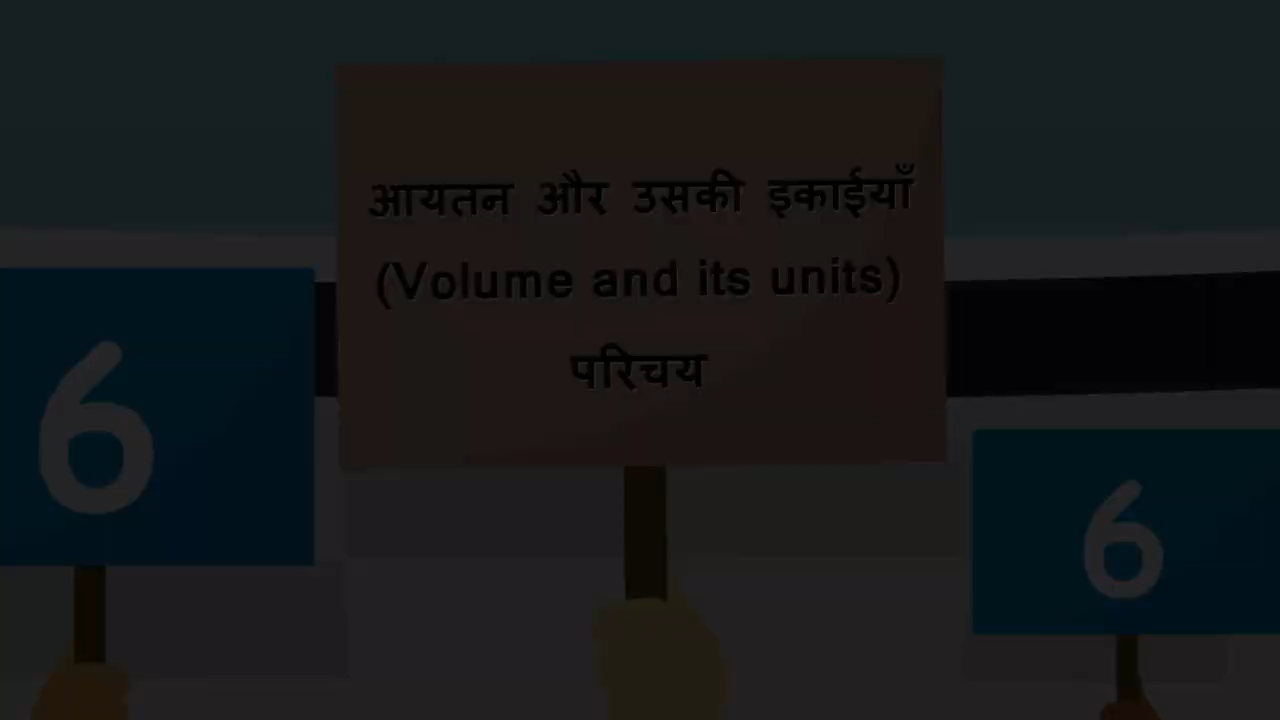 आयतन और उसकी इकाईयाँ
(Volume and its units)
परिचय
6
6